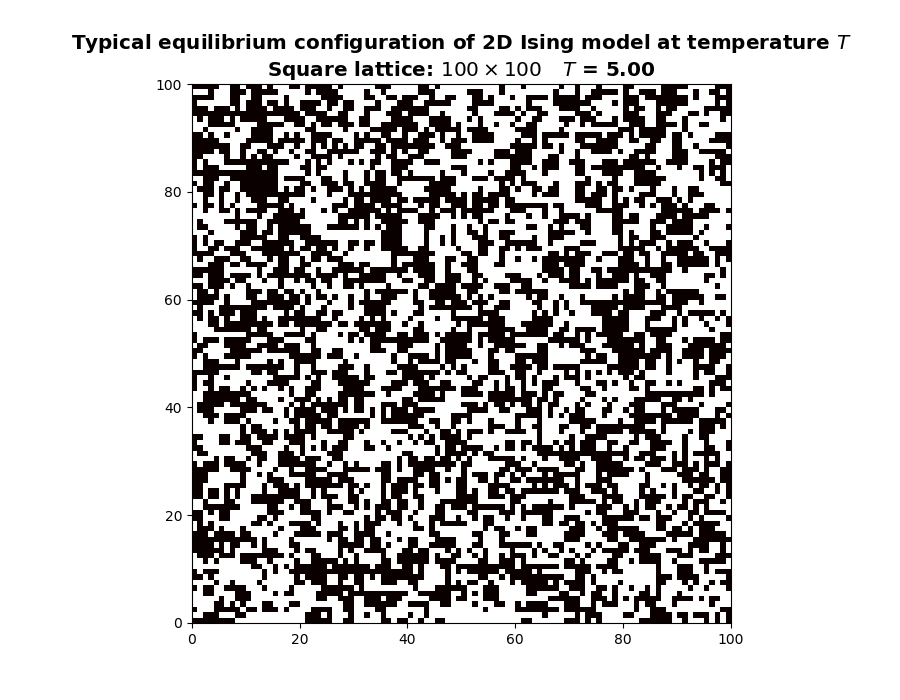 Typical equilibrium configuration of 2D Ising model at temperature T
Square lattice: 100 × 100 T = 5.00
100
80
60
40
20
0
0 20 40 60 80 100